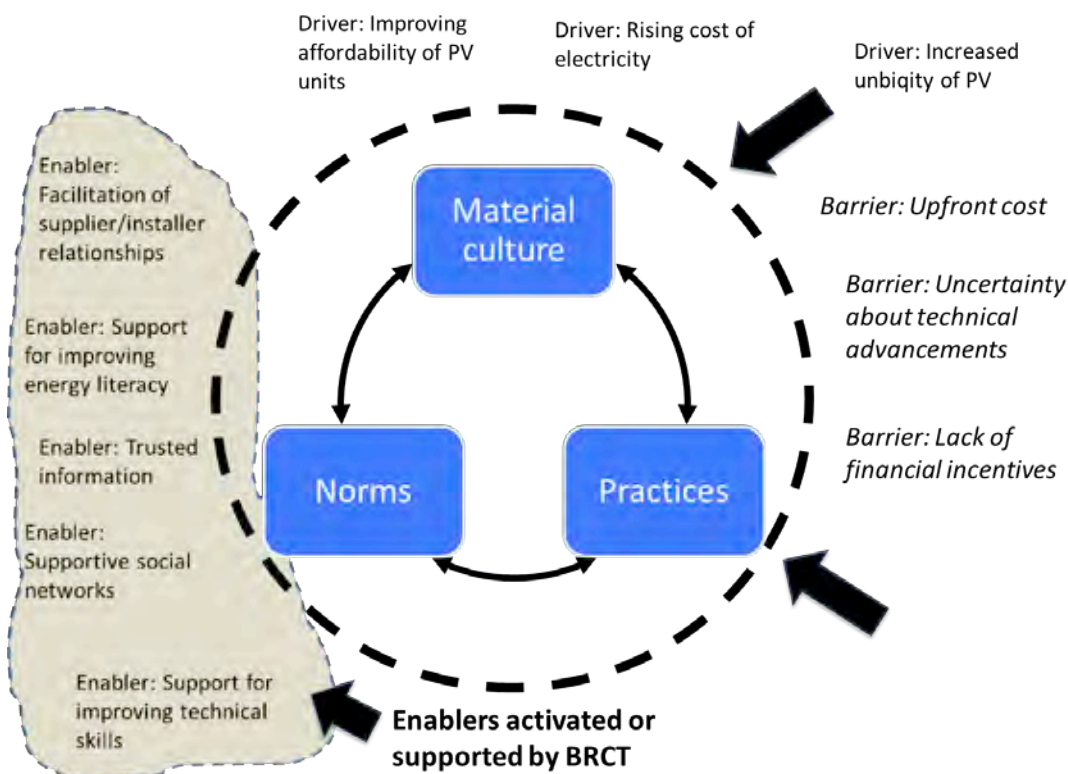 Driver: Improving
affordability of PV
units
Driver: Rising cost of
electricity
Driver: Increased
unbiqity of PV
Enabler:
Facilitation of
supplier/installer
relationships
Enabler: Support
for improving
energy literacy
Enabler: Trusted
information
Enabler:
Supportive social
networks
Enabler: Support for
improving technical
skills
Material
culture
Norms
Practices
Barrier: Upfront cost
Barrier: Uncertainty
about technical
advancements
Barrier: Lack of
financial incentives
Enablers activated or
supported by BRCT